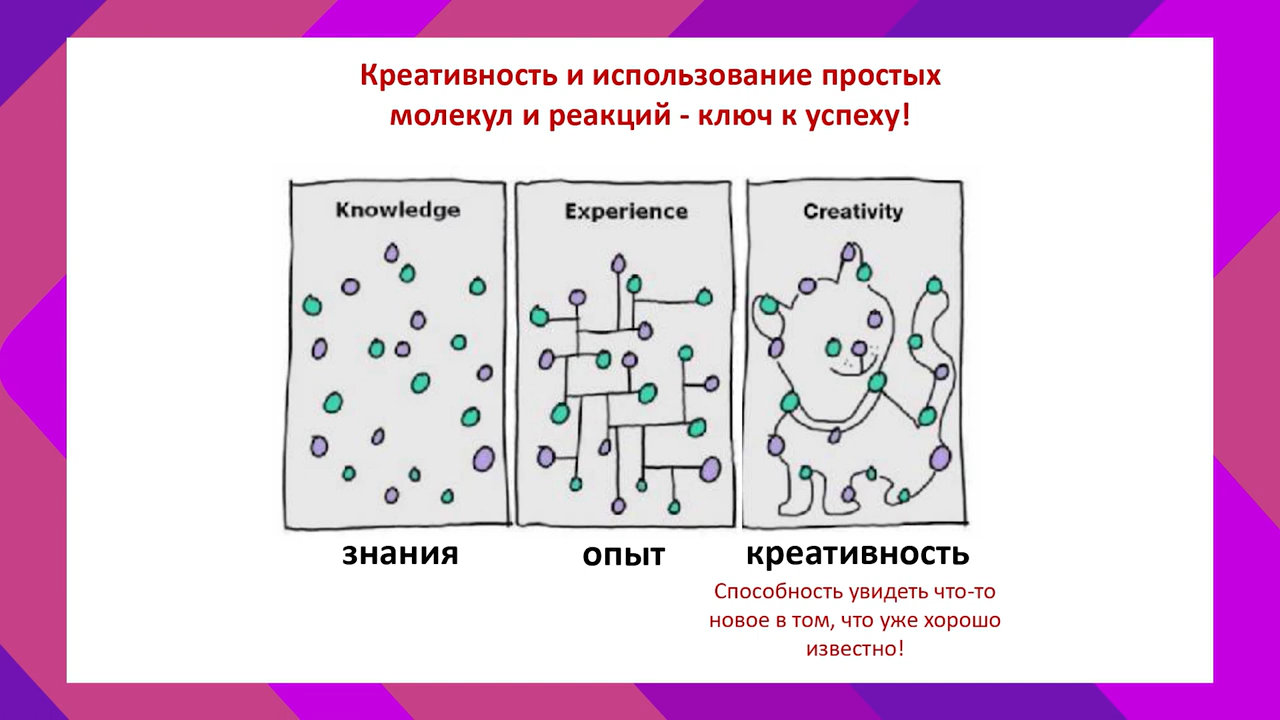 Креативность и использование простых
молекул и реакций - ключ к успеху!
Knowledge
Experience
Creativity
знания
опыт
креативность
Способность увидеть что-то
новое в том, что уже хорошо
известно!